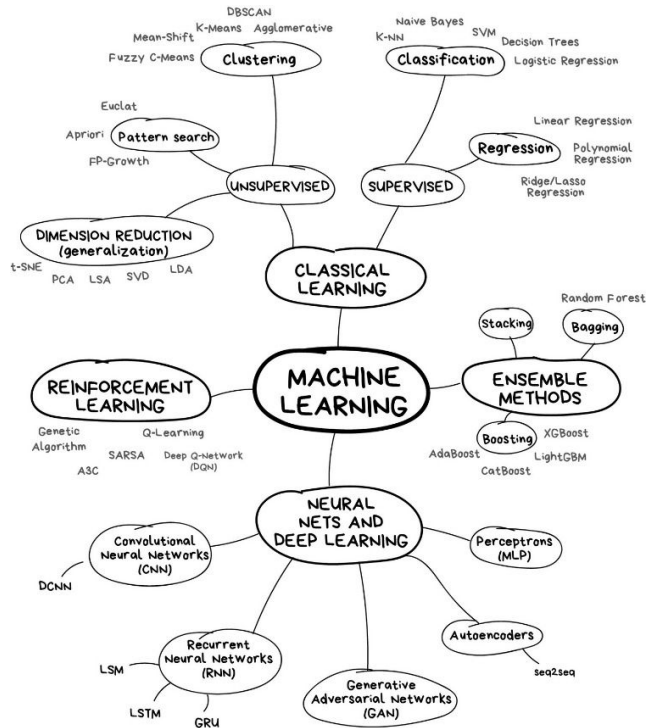 DBSCAN
Naive Bayes
K-Means
Agglomerative
SVM
Mean-Shift
K-NN
Decision Trees
Fuzzy C-Means
Clustering
Classification
Logistic Regression
Euclat
Linear Regression
Apriori
Pattern search
Regression
Polynomial
Regression
FP-Growth
UNSUPERVISED
SUPERVISED
Ridge/Lasso
Regression
DIMENSION REDUCTION
(generalization)
t-SNE
PCA
LSA
SVD
LDA
CLASSICAL
LEARNING
Random Forest
Stacking
Bagging
MACHINE
LEARNING
REINFORCEMENT
LEARNING
ENSEMBLE
METHODS
Genetic
Algorithm
Q-Learning
SARSA
Deep Q-Network
(DQN)
A3C
Boosting
XGBoost
AdaBoost
LightGBM
CatBoost
NEURAL
NETS AND
DEEP LEARNING
Convolutional
Neural Networks
(CNN)
Perceptrons
(MLP)
DCNN
Autoencoders
seq2seq
Recurrent
Neural Networks
(RNN)
LSM
LSTM
GRU
Generative
Adversarial Networks
(GAN)